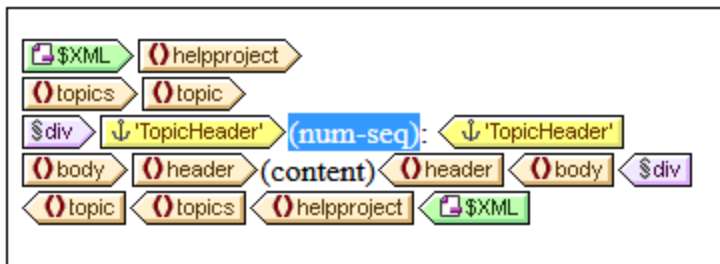 $XML ()helpproject
()topics ()topic
§div 'TopicHeader' (num-seq): 'TopicHeader'
()body ()header (content) ()header ()body §div
()topic ()topics ()helpproject $XML